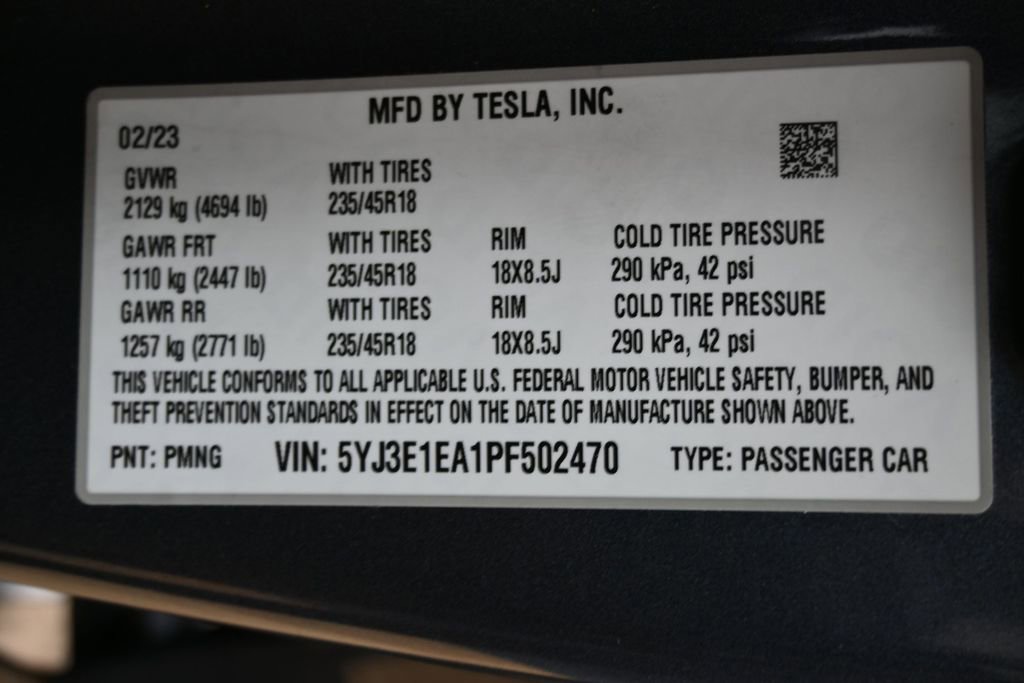 MFD BY TESLA, INC.
02/23
GVWR WITH TIRES
2129 kg (4694 lb) 235/45R18
GAWR FRT WITH TIRES RIM COLD TIRE PRESSURE
1110 kg (2447 lb) 235/45R18 18X8.5J 290 kPa, 42 psi
GAWR RR WITH TIRES RIM COLD TIRE PRESSURE
1257 kg (2771 lb) 235/45R18 18X8.5J 290 kPa, 42 psi
THIS VEHICLE CONFORMS TO ALL APPLICABLE U.S. FEDERAL MOTOR VEHICLE SAFETY, BUMPER, AND
THEFT PREVENTION STANDARDS IN EFFECT ON THE DATE OF MANUFACTURE SHOWN ABOVE.
PNT: PMNG VIN: 5YJ3E1EA1PF502470 TYPE: PASSENGER CAR